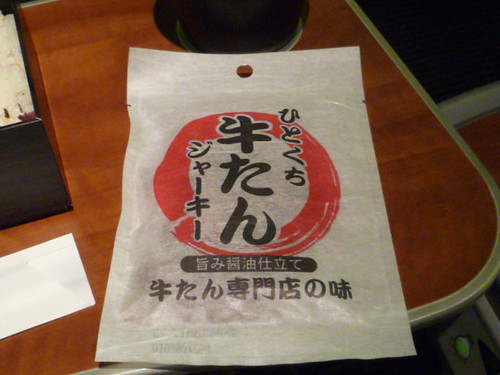 ひとくち
牛たん
ジャーキー
旨み醤油仕立て
牛たん専門店の味